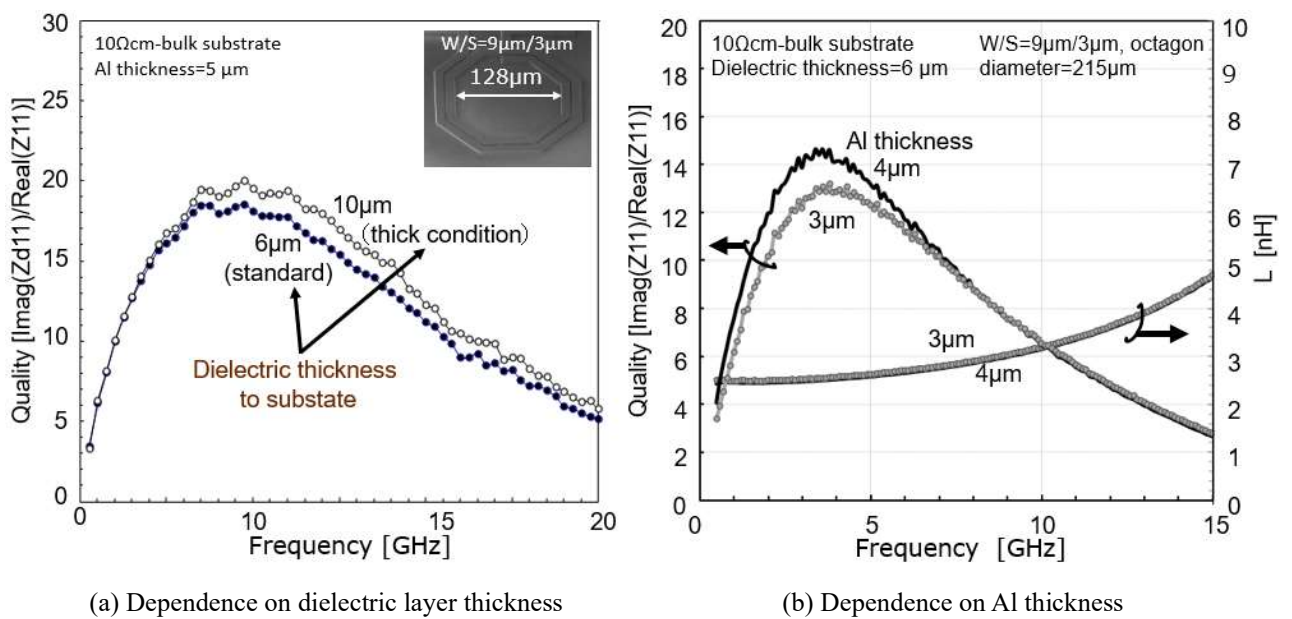 30
25
20
15
10
5
0
Quality [Imag(Zd11)/Real(Z11)]
10Ωcm-bulk substrate
Al thickness=5 μm
W/S=9μm/3μm
128μm
10μm
(thick condition)
6μm
(standard)
Dielectric thickness
to substate
0
10
20
Frequency [GHz]
(a) Dependence on dielectric layer thickness
20
18
16
14
12
10
8
6
4
2
0
Quality [Imag(Z11)/Real(Z11)]
10Ωcm-bulk substrate
Dielectric thickness=6 μm
W/S=9μm/3μm, octagon
diameter=215μm
Al thickness
4μm
3μm
3μm
4μm
10
9
8
7
6
5
4
3
2
1
0
L [nH]
0
5
10
15
Frequency [GHz]
(b) Dependence on Al thickness